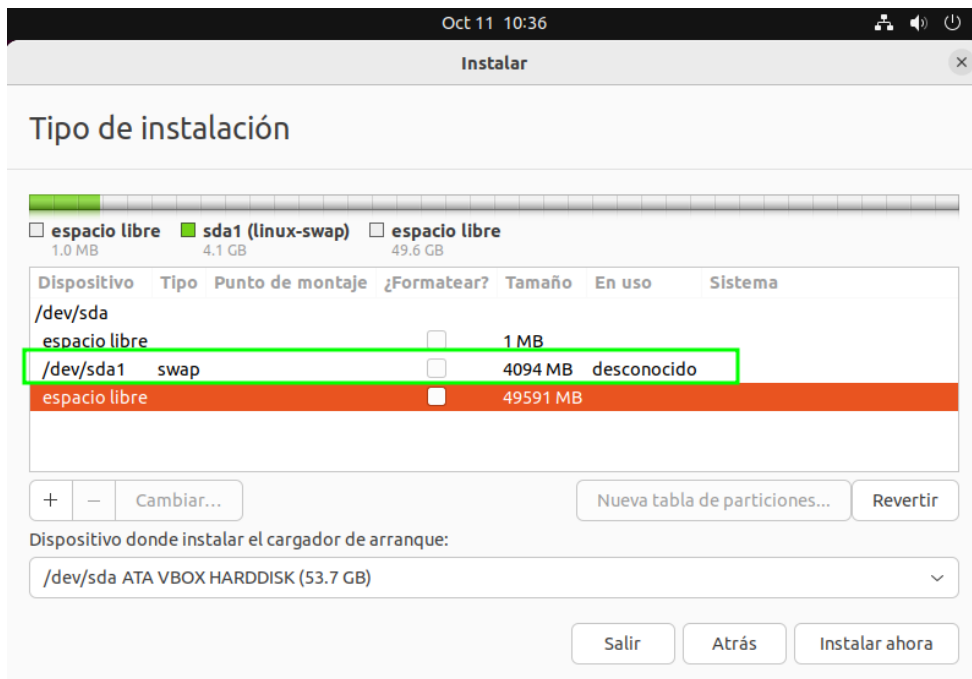 Oct 11 10:36
Instalar
Tipo de instalación
espacio libre sda1 (linux-swap) espacio libre
1.0 MB 4.1 GB 49.6 GB
Dispositivo Tipo Punto de montaje ¿Formatear? Tamaño En uso Sistema
/dev/sda
espacio libre 1 MB
/dev/sda1 swap 4094 MB desconocido
espacio libre 49591 MB
+ − Cambiar... Nueva tabla de particiones... Revertir
Dispositivo donde instalar el cargador de arranque:
/dev/sda ATA VBOX HARDDISK (53.7 GB)
Salir Atrás Instalar ahora